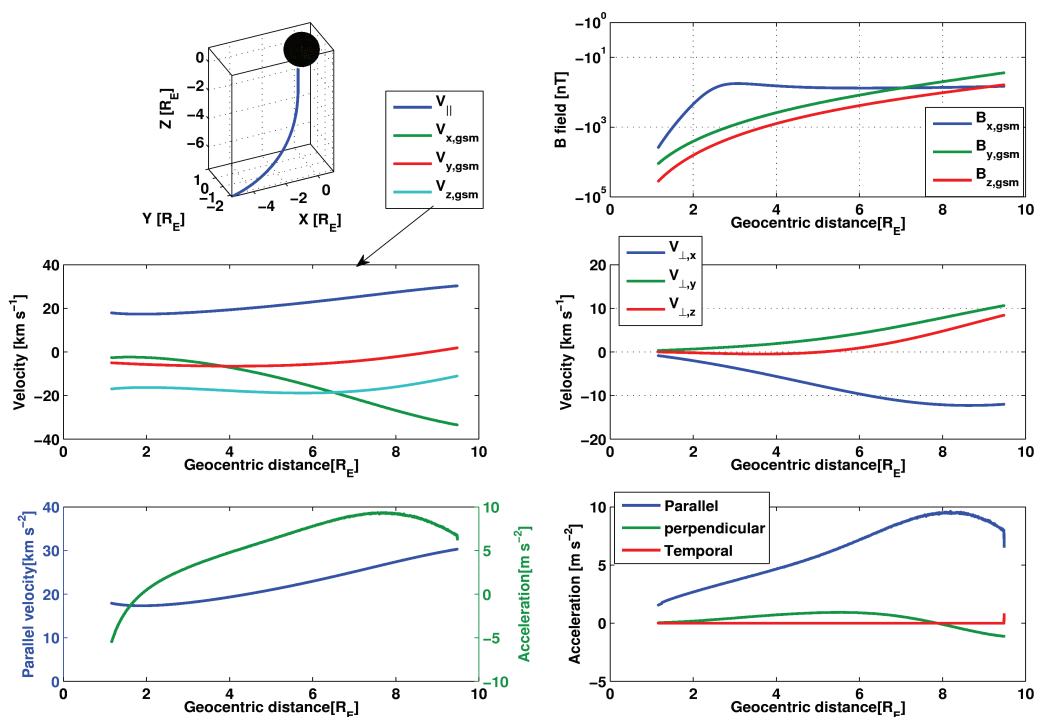 0
−2
−4
−6
Z [R_E]
1
0
−1
−2
Y [R_E]
−4
−2
0
X [R_E]
V_||
V_x,gsm
V_y,gsm
V_z,gsm
−10^0
−10^1
−10^3
−10^5
B field [nT]
B_x,gsm
B_y,gsm
B_z,gsm
0 2 4 6 8 10
Geocentric distance[R_E]
40
20
0
−20
−40
Velocity [km s^−1]
0 2 4 6 8 10
Geocentric distance[R_E]
V_⊥,x
V_⊥,y
V_⊥,z
20
10
0
−10
−20
Velocity [km s^−1]
0 2 4 6 8 10
Geocentric distance[R_E]
40
30
20
10
0
Parallel velocity[km s^−2]
10
5
0
−5
−10
Acceleration[m s^−2]
0 2 4 6 8 10
Geocentric distance[R_E]
Parallel
perpendicular
Temporal
10
5
0
−5
Acceleration [m s^−2]
0 2 4 6 8 10
Geocentric distance[R_E]